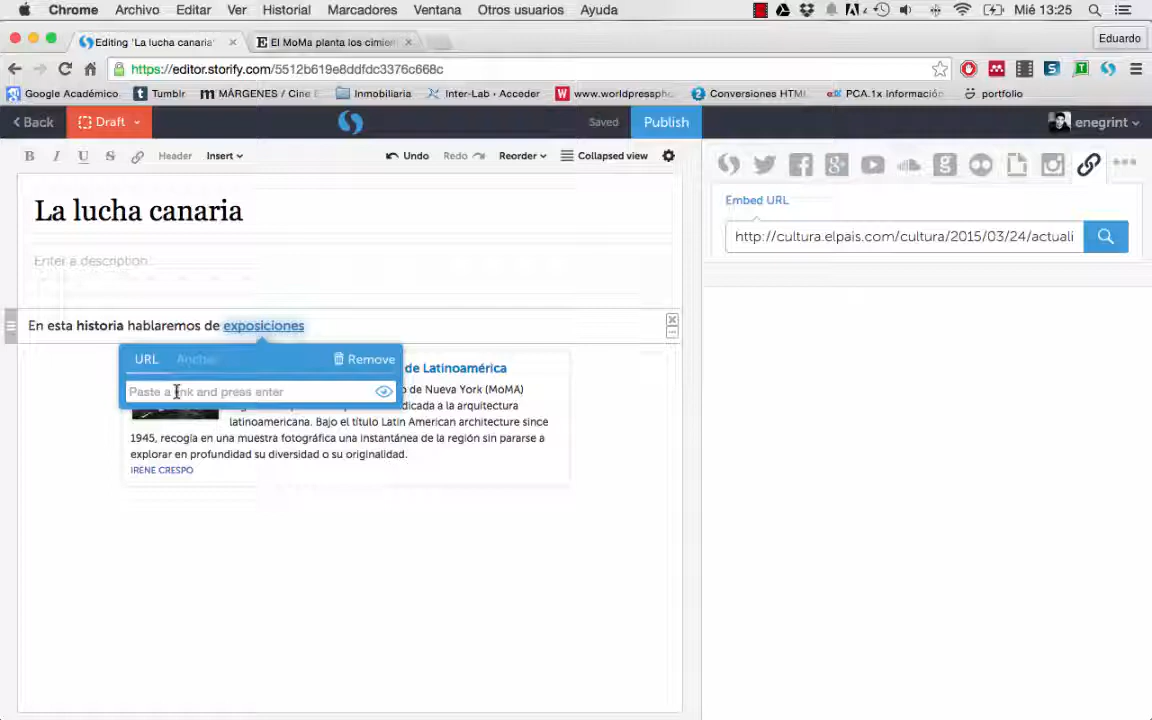 Chrome Archivo Editar Ver Historial Marcadores Ventana Otros usuarios Ayuda Mié 13:25
Editing 'La lucha canaria' El MoMa planta los cimie Eduardo
https://editor.storify.com/5512b619e8ddfdc3376c668c
Google Académico Tumblr MÁRGENES / Cine Inmobiliaria Inter-Lab · Acceder www.worldpresspho Conversiones HTML PCA.1x Información portfolio
Back Draft Saved Publish enegrint
B I U S Header Insert Undo Redo Reorder Collapsed view
Embed URL
La lucha canaria
http://cultura.elpais.com/cultura/2015/03/24/actuali
Enter a description...
En esta historia hablaremos de exposiciones
URL Anchor Remove
de Latinoamérica
Paste a link and press enter
o de Nueva York (MoMA)
dicada a la arquitectura
latinoamericana. Bajo el título Latin American architecture since
1945, recogía en una muestra fotográfica una instantánea de la región sin pararse a
explorar en profundidad su diversidad o su originalidad.
IRENE CRESPO